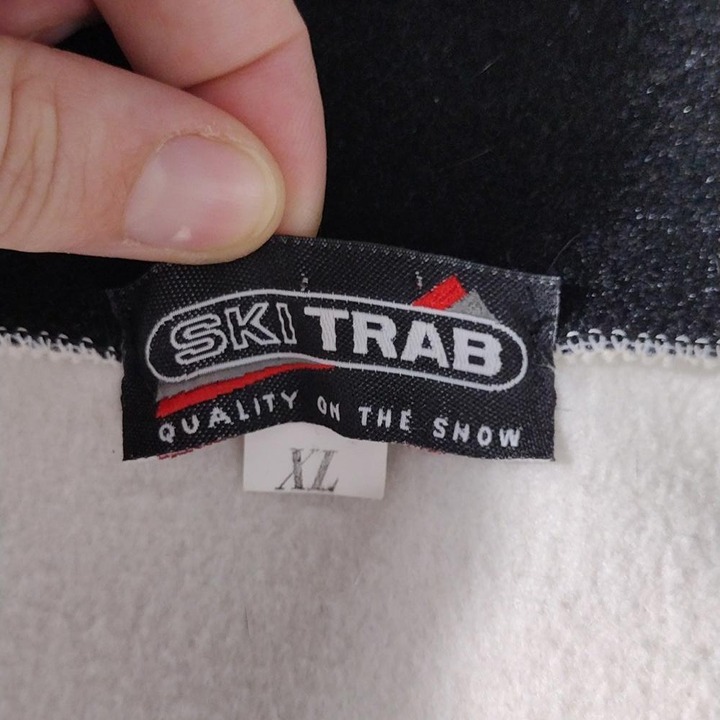 SKI TRAB
QUALITY ON THE SNOW
XL